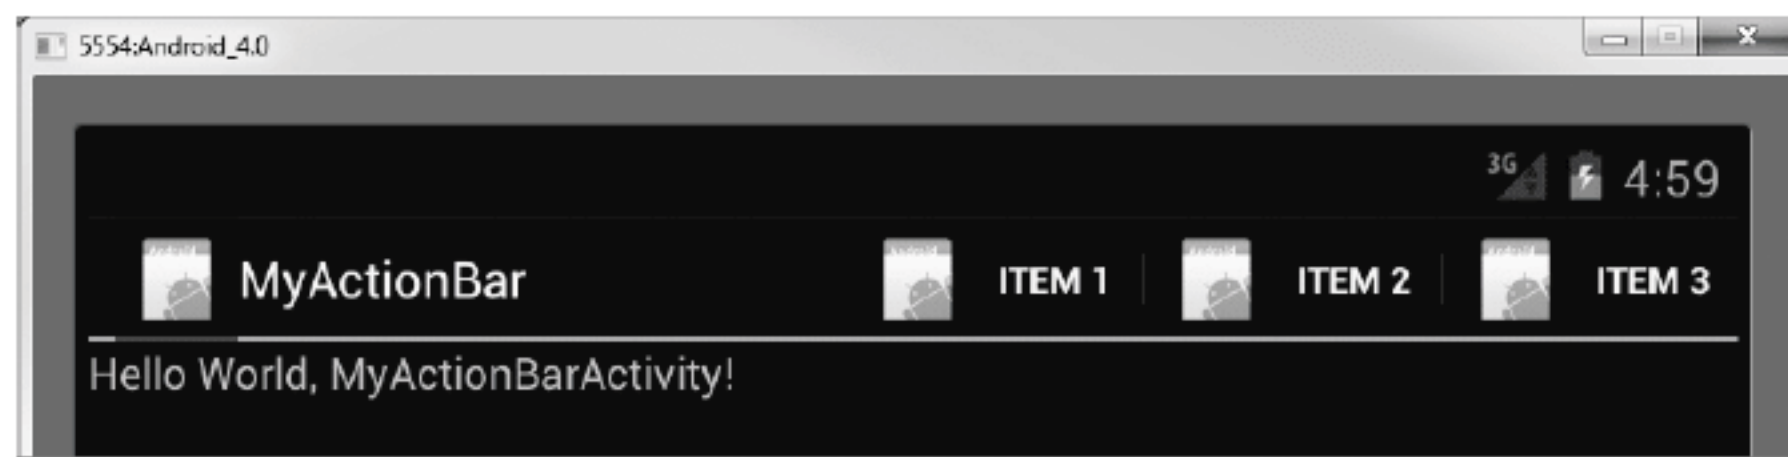 5554:Android_4.0
3G 4:59
MyActionBar ITEM 1 ITEM 2 ITEM 3
Hello World, MyActionBarActivity!